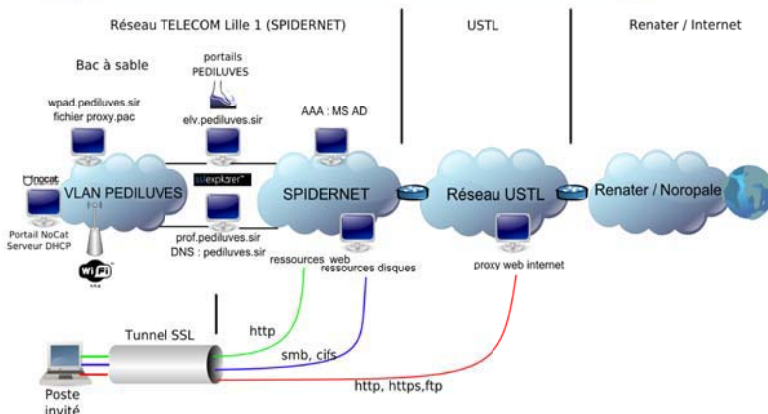 Réseau TELECOM Lille 1 (SPIDERNET)
USTL
Renater / Internet
Bac à sable
portails
PEDILUVES
wpad.pediluves.sir
fichier proxy.pac
elv.pediluves.sir
AAA : MS AD
nocat
VLAN PEDILUVES
sslexplorer™
SPIDERNET
Réseau USTL
Renater / Noropale
Portail NoCat
Serveur DHCP
WiFi
prof.pediluves.sir
DNS : pediluves.sir
ressources web
ressources disques
proxy web internet
Tunnel SSL
http
smb, cifs
http, https,ftp
Poste
invité